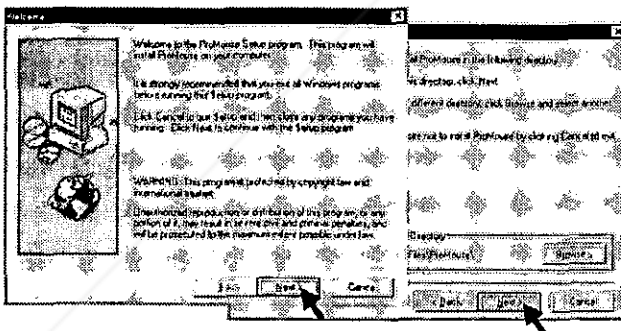 Welcome
Welcome to the ProMouse Setup program. This program will
install ProMouse on your computer.
It is strongly recommended that you exit all Windows programs
before running this Setup program.
Click Cancel to quit Setup and then close any programs you have
running. Click Next to continue with the Setup program.
WARNING: This program is protected by copyright law and
international treaties.
Unauthorized reproduction or distribution of this program, or any
portion of it, may result in severe civil and criminal penalties, and
will be prosecuted to the maximum extent possible under law.
< Back
Next >
Cancel
all ProMouse in the following directory.
his directory, click Next.
different directory, click Browse and select another
not to install ProMouse by clicking Cancel to exit
Directory
Files\ProMouse\
Browse...
< Back
Next >
Cancel